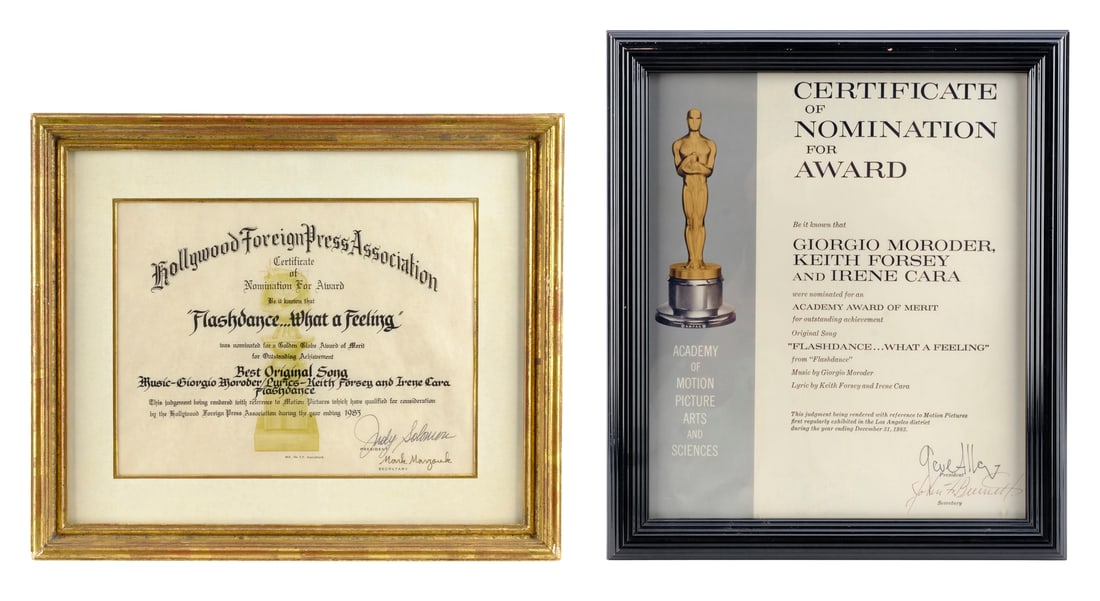 Hollywood Foreign Press Association
Certificate
of
Nomination For Award
Be it known that
"Flashdance...What a Feeling"
was nominated for a Golden Globe Award of Merit
for Outstanding Achievement
Best Original Song
Music-Giorgio Moroder/Lyrics-Keith Forsey and Irene Cara
Flashdance
This judgement being rendered with reference to Motion Pictures which have qualified for consideration
by the Hollywood Foreign Press Association during the year ending 1983
Judy Solomon
PRESIDENT
SECRETARY
CERTIFICATE
OF
NOMINATION
FOR
AWARD
Be it known that
GIORGIO MORODER,
KEITH FORSEY
AND IRENE CARA
were nominated for an
ACADEMY AWARD OF MERIT
for outstanding achievement
Original Song
"FLASHDANCE...WHAT A FEELING"
from "Flashdance"
Music by Giorgio Moroder
Lyric by Keith Forsey and Irene Cara
This judgment being rendered with reference to Motion Pictures
first regularly exhibited in the Los Angeles district
during the year ending December 31, 1983.
President
Secretary
ACADEMY
OF
MOTION
PICTURE
ARTS
AND
SCIENCES